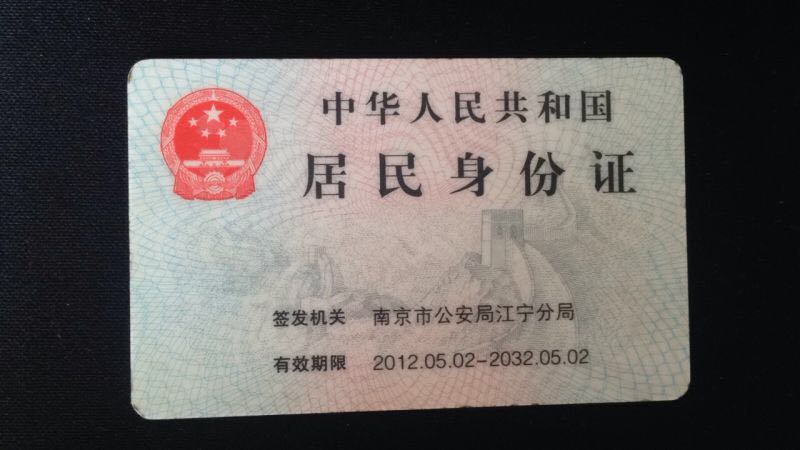 中华人民共和国
居民身份证
签发机关 南京市公安局江宁分局
有效期限 2012.05.02-2032.05.02